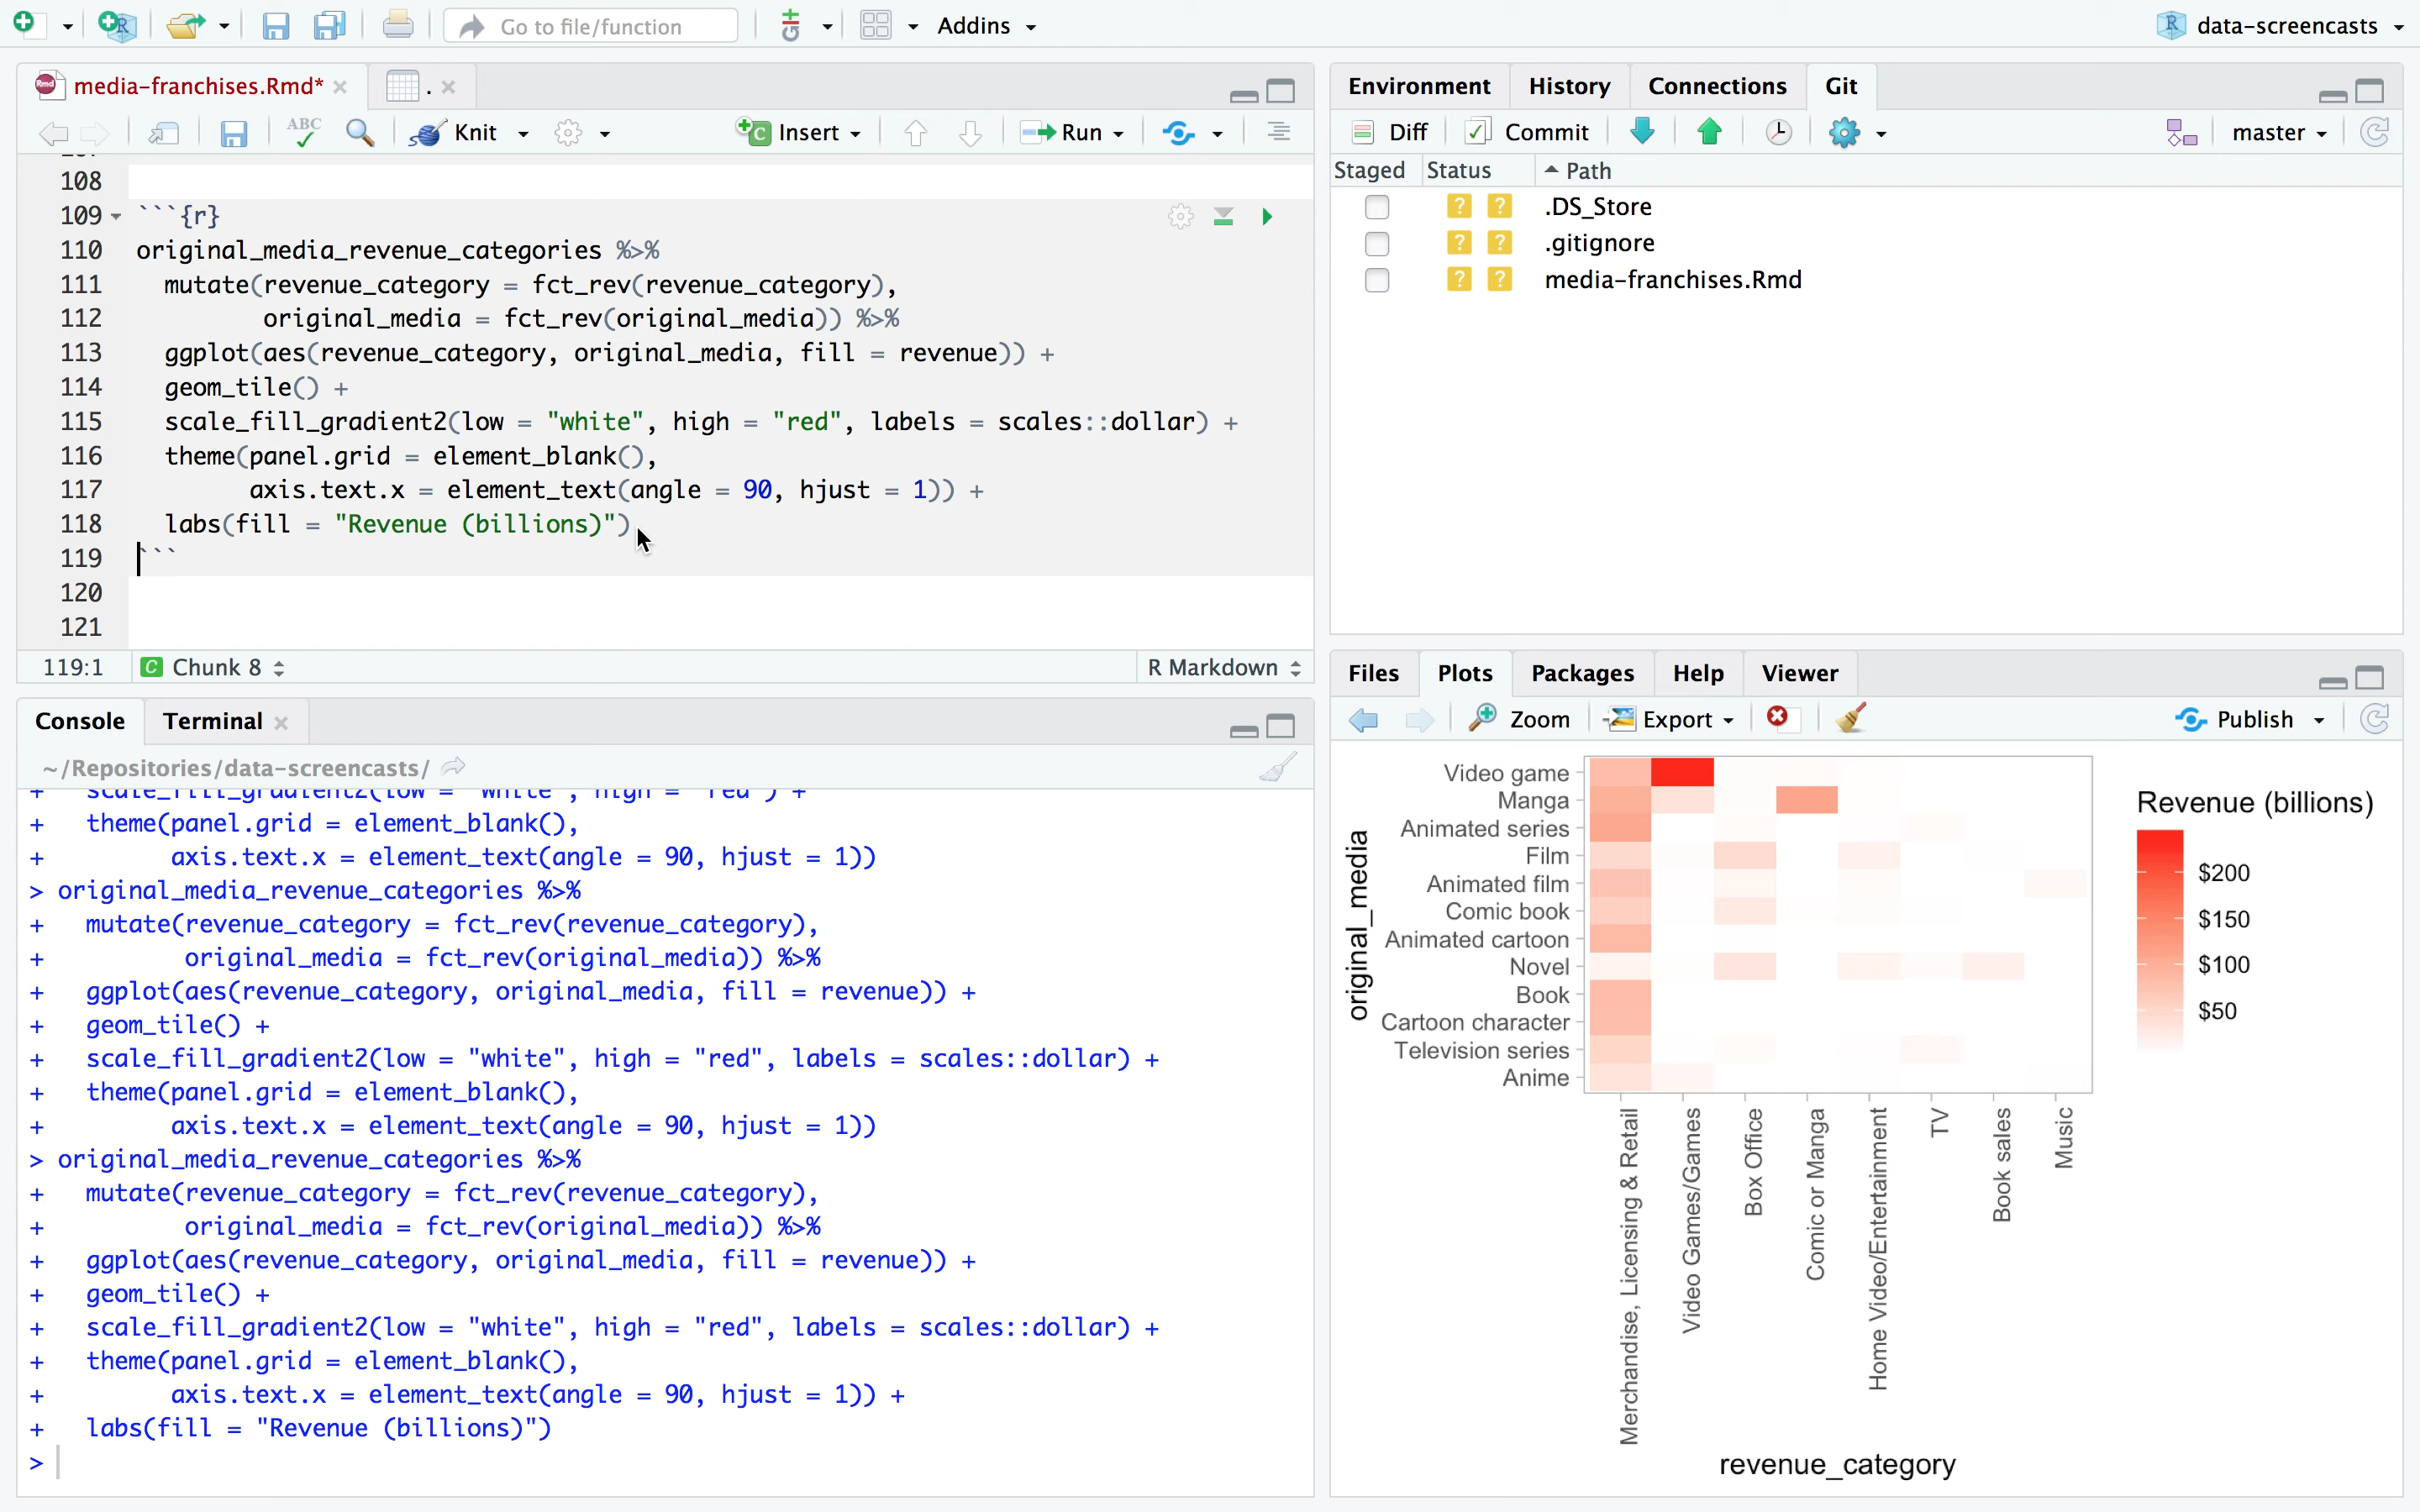 Go to file/function
Addins
data-screencasts
media-franchises.Rmd*
.
Environment
History
Connections
Git
ABC
Knit
Insert
Run
Diff
Commit
master
Staged
Status
Path
? ? .DS_Store
? ? .gitignore
? ? media-franchises.Rmd
108
109 ```{r}
110 original_media_revenue_categories %>%
111 mutate(revenue_category = fct_rev(revenue_category),
112 original_media = fct_rev(original_media)) %>%
113 ggplot(aes(revenue_category, original_media, fill = revenue)) +
114 geom_tile() +
115 scale_fill_gradient2(low = "white", high = "red", labels = scales::dollar) +
116 theme(panel.grid = element_blank(),
117 axis.text.x = element_text(angle = 90, hjust = 1)) +
118 labs(fill = "Revenue (billions)")
119 ```
120
121
119:1
C Chunk 8
R Markdown
Console
Terminal
~/Repositories/data-screencasts/
+ scale_fill_gradient2(low = "white", high = "red") +
+ theme(panel.grid = element_blank(),
+ axis.text.x = element_text(angle = 90, hjust = 1))
> original_media_revenue_categories %>%
+ mutate(revenue_category = fct_rev(revenue_category),
+ original_media = fct_rev(original_media)) %>%
+ ggplot(aes(revenue_category, original_media, fill = revenue)) +
+ geom_tile() +
+ scale_fill_gradient2(low = "white", high = "red", labels = scales::dollar) +
+ theme(panel.grid = element_blank(),
+ axis.text.x = element_text(angle = 90, hjust = 1))
> original_media_revenue_categories %>%
+ mutate(revenue_category = fct_rev(revenue_category),
+ original_media = fct_rev(original_media)) %>%
+ ggplot(aes(revenue_category, original_media, fill = revenue)) +
+ geom_tile() +
+ scale_fill_gradient2(low = "white", high = "red", labels = scales::dollar) +
+ theme(panel.grid = element_blank(),
+ axis.text.x = element_text(angle = 90, hjust = 1)) +
+ labs(fill = "Revenue (billions)")
>
Files
Plots
Packages
Help
Viewer
Zoom
Export
Publish
original_media
Video game
Manga
Animated series
Film
Animated film
Comic book
Animated cartoon
Novel
Book
Cartoon character
Television series
Anime
Merchandise, Licensing & Retail
Video Games/Games
Box Office
Comic or Manga
Home Video/Entertainment
TV
Book sales
Music
revenue_category
Revenue (billions)
$200
$150
$100
$50